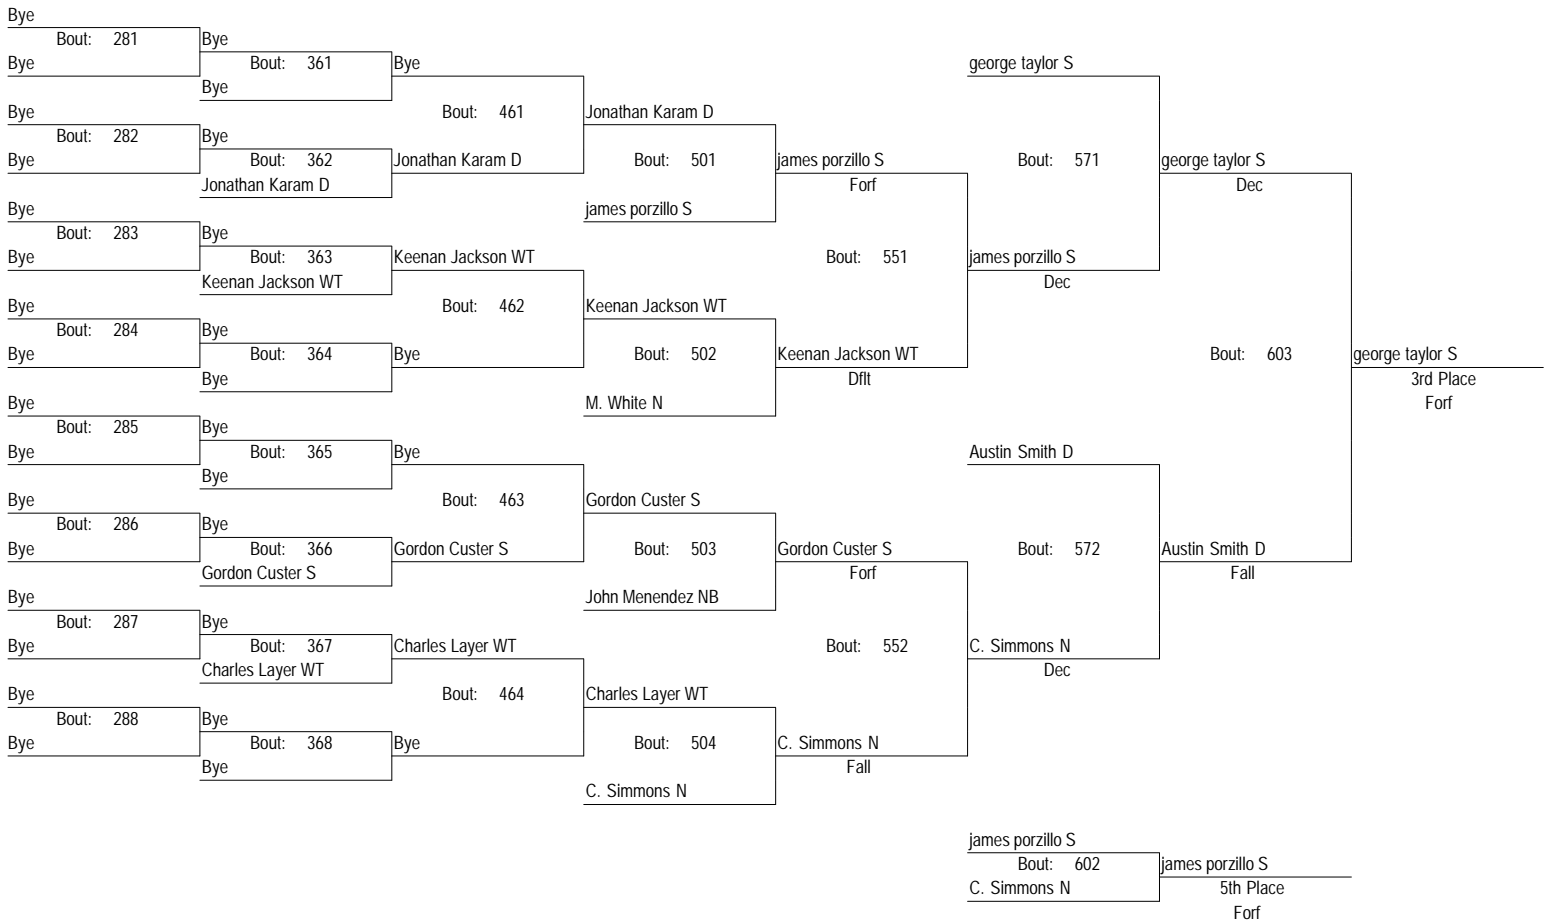 Bye
Bout: 281 Bye
Bye Bout: 361 Bye george taylor S
Bye
Bye Bout: 461 Jonathan Karam D
Bout: 282 Bye
Bye Bout: 362 Jonathan Karam D Bout: 501 james porzillo S Bout: 571 george taylor S
Jonathan Karam D Forf Dec
Bye james porzillo S
Bout: 283 Bye
Bye Bout: 363 Keenan Jackson WT Bout: 551 james porzillo S
Keenan Jackson WT Dec
Bye Bout: 462 Keenan Jackson WT
Bout: 284 Bye
Bye Bout: 364 Bye Bout: 502 Keenan Jackson WT Bout: 603 george taylor S
Bye Dflt 3rd Place
Bye M. White N Forf
Bout: 285 Bye
Bye Bout: 365 Bye Austin Smith D
Bye
Bye Bout: 463 Gordon Custer S
Bout: 286 Bye
Bye Bout: 366 Gordon Custer S Bout: 503 Gordon Custer S Bout: 572 Austin Smith D
Gordon Custer S Forf Fall
Bye John Menendez NB
Bout: 287 Bye
Bye Bout: 367 Charles Layer WT Bout: 552 C. Simmons N
Charles Layer WT Dec
Bye Bout: 464 Charles Layer WT
Bout: 288 Bye
Bye Bout: 368 Bye Bout: 504 C. Simmons N
Bye Fall
C. Simmons N
james porzillo S
Bout: 602 james porzillo S
C. Simmons N 5th Place
Forf